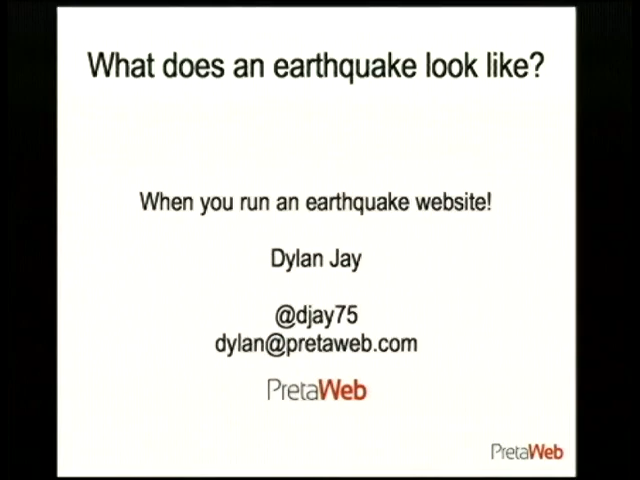 What does an earthquake look like?
When you run an earthquake website!
Dylan Jay
@djay75
dylan@pretaweb.com
PretaWeb
PretaWeb